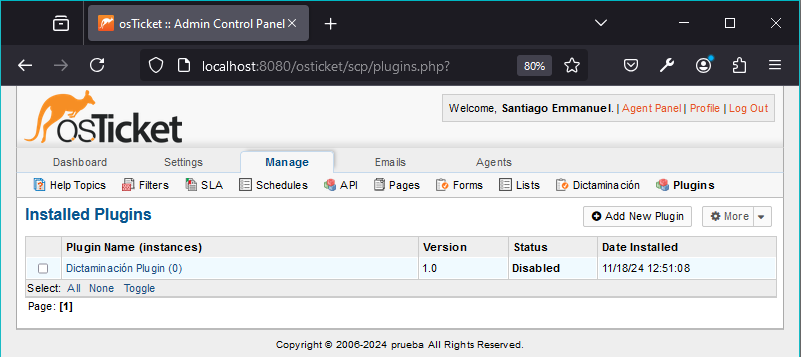 osTicket :: Admin Control Panel
localhost:8080/osticket/scp/plugins.php?
80%
osTicket
Welcome, Santiago Emmanuel. | Agent Panel | Profile | Log Out
Dashboard Settings Manage Emails Agents
Help Topics Filters SLA Schedules API Pages Forms Lists Dictaminación Plugins
Installed Plugins
Add New Plugin
More
Plugin Name (instances) Version Status Date Installed
Dictaminación Plugin (0) 1.0 Disabled 11/18/24 12:51:08
Select: All None Toggle
Page: [1]
Copyright © 2006-2024 prueba All Rights Reserved.